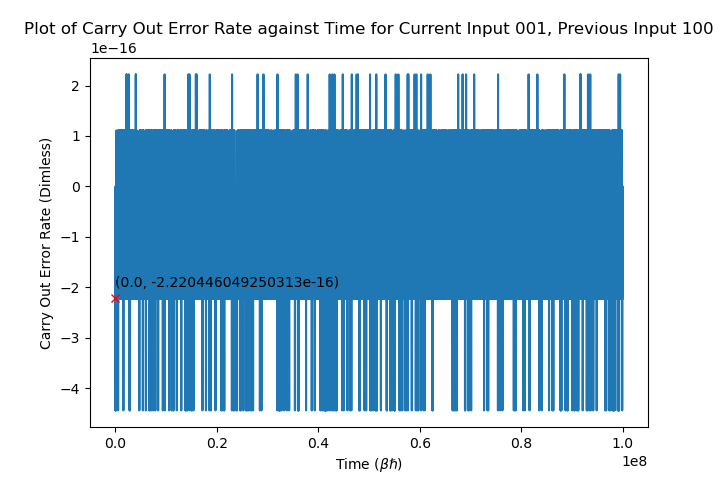 Plot of Carry Out Error Rate against Time for Current Input 001, Previous Input 100
1e−16
2
1
0
−1
−2
−3
−4
Carry Out Error Rate (Dimless)
(0.0, -2.220446049250313e-16)
0.0 0.2 0.4 0.6 0.8 1.0
1e8
Time (βℏ)